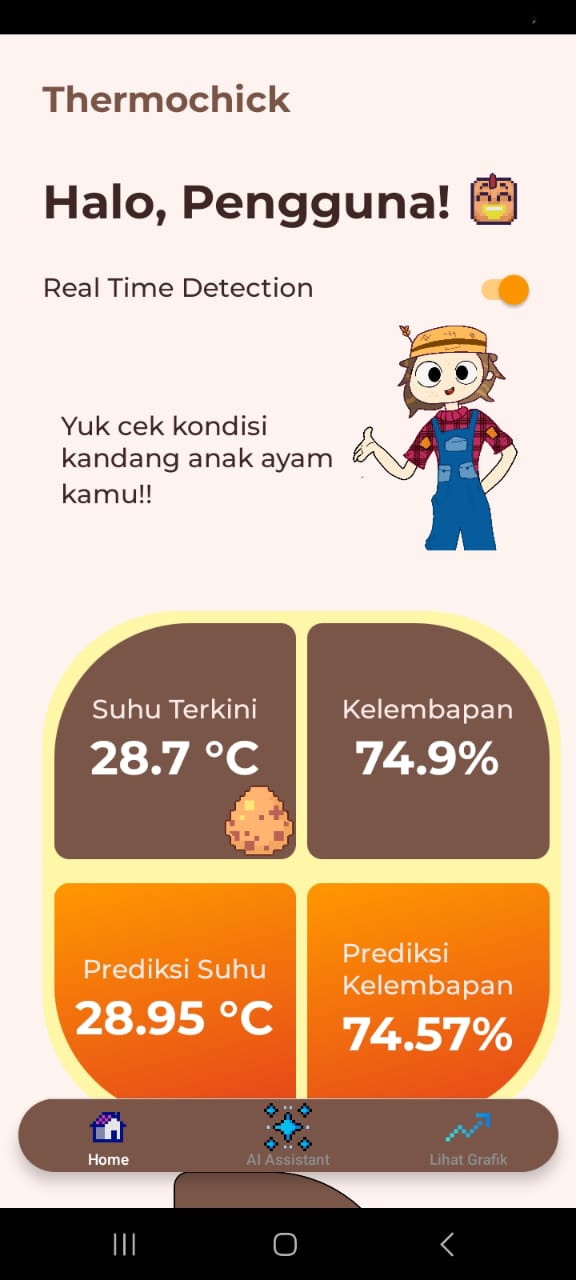 Thermochick
Halo, Pengguna!
Real Time Detection
Yuk cek kondisi
kandang anak ayam
kamu!!
Suhu Terkini
28.7 °C
Kelembapan
74.9%
Prediksi Suhu
28.95 °C
Prediksi
Kelembapan
74.57%
Home
AI Assistant
Lihat Grafik